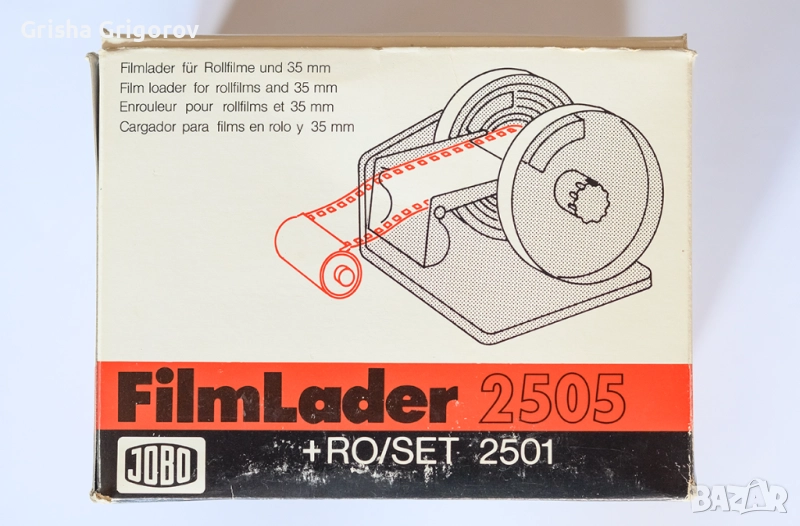 Grisha Grigorov
Filmlader für Rollfilme und 35 mm
Film loader for rollfilms and 35 mm
Enrouleur pour rollfilms et 35 mm
Cargador para films en rolo y 35 mm
FilmLader 2505
JOBO
+RO/SET 2501
BAZAR